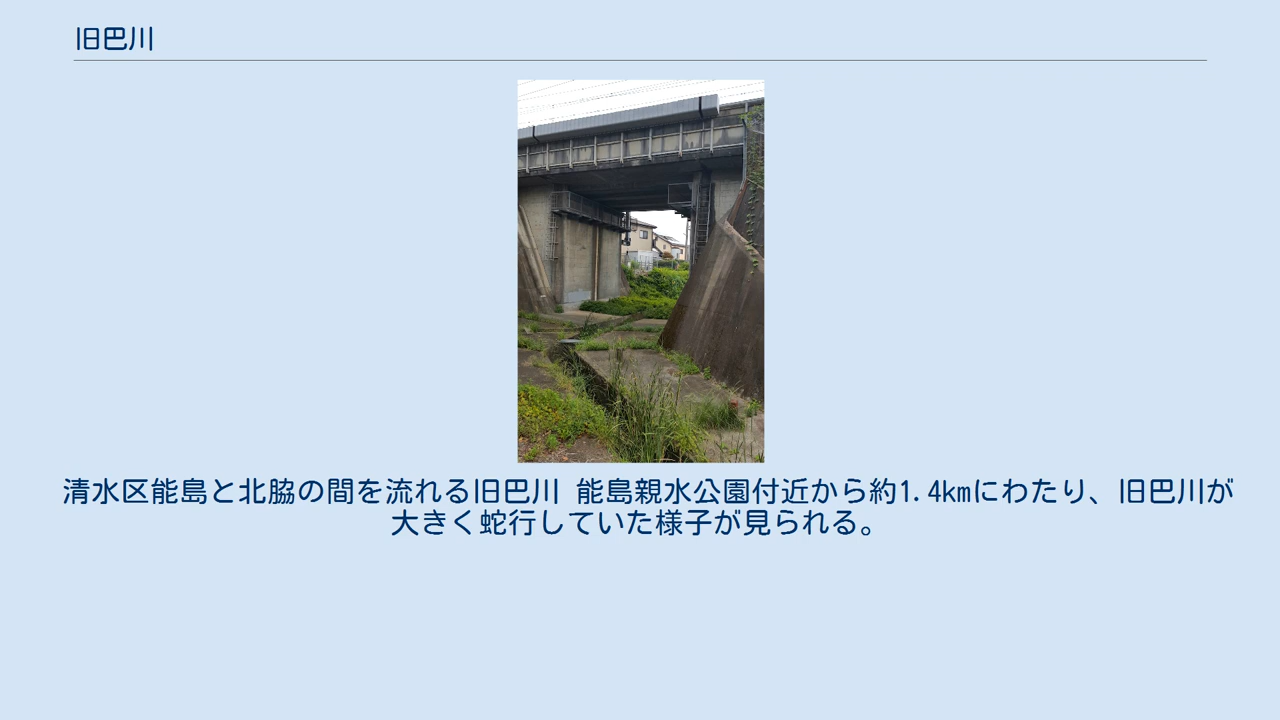 旧巴川
清水区能島と北脇の間を流れる旧巴川 能島親水公園付近から約1.4kmにわたり、旧巴川が
大きく蛇行していた様子が見られる。